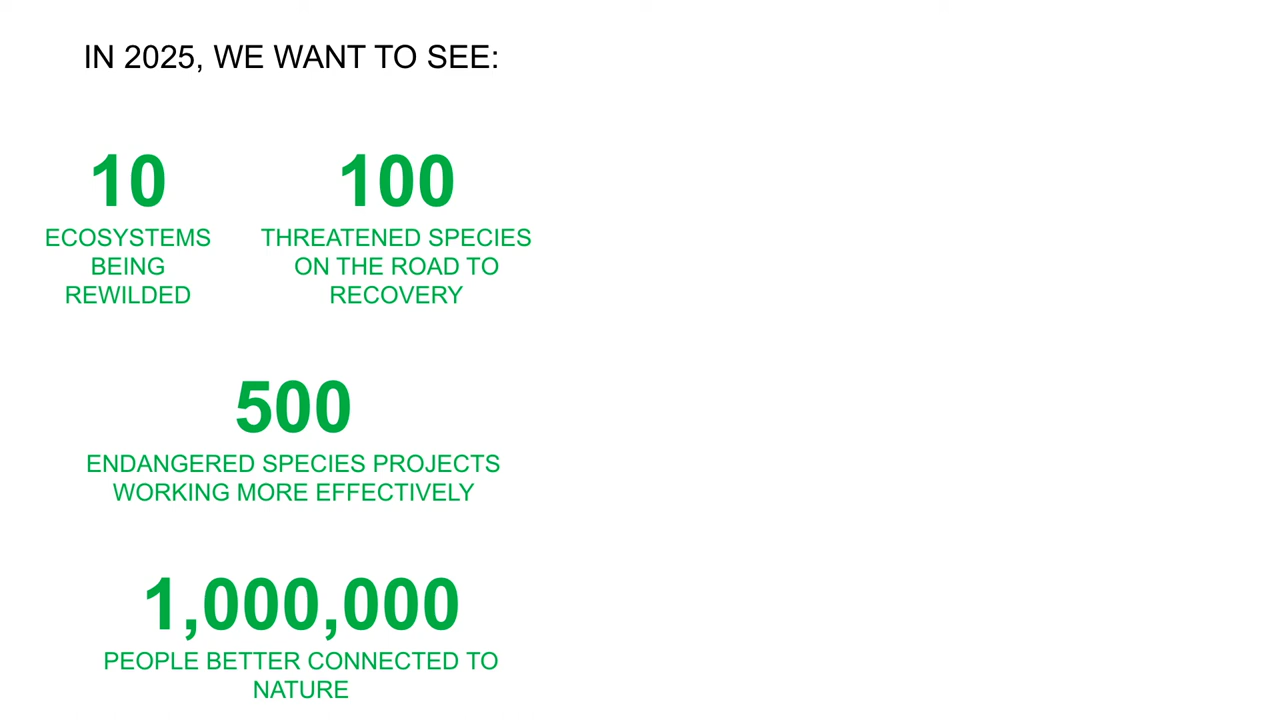 IN 2025, WE WANT TO SEE:
10
ECOSYSTEMS
BEING
REWILDED
100
THREATENED SPECIES
ON THE ROAD TO
RECOVERY
500
ENDANGERED SPECIES PROJECTS
WORKING MORE EFFECTIVELY
1,000,000
PEOPLE BETTER CONNECTED TO
NATURE